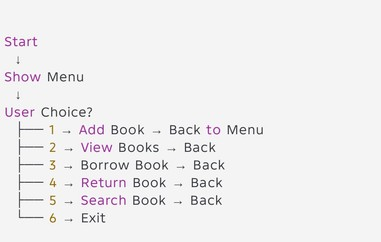 Start
↓
Show Menu
↓
User Choice?
├── 1 → Add Book → Back to Menu
├── 2 → View Books → Back
├── 3 → Borrow Book → Back
├── 4 → Return Book → Back
├── 5 → Search Book → Back
└── 6 → Exit